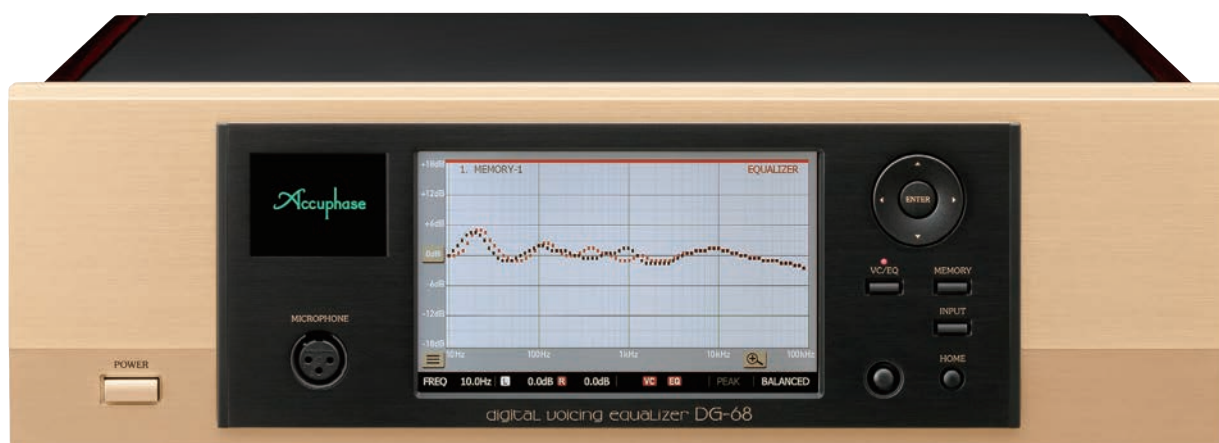 Accuphase
MICROPHONE
POWER
1. MEMORY-1 EQUALIZER
+18dB
+12dB
+6dB
0dB
-6dB
-12dB
-18dB
10Hz 100Hz 1kHz 10kHz 100kHz
FREQ 10.0Hz L 0.0dB R 0.0dB VC EQ PEAK BALANCED
ENTER
VC/EQ MEMORY
INPUT
HOME
digital voicing equalizer DG-68